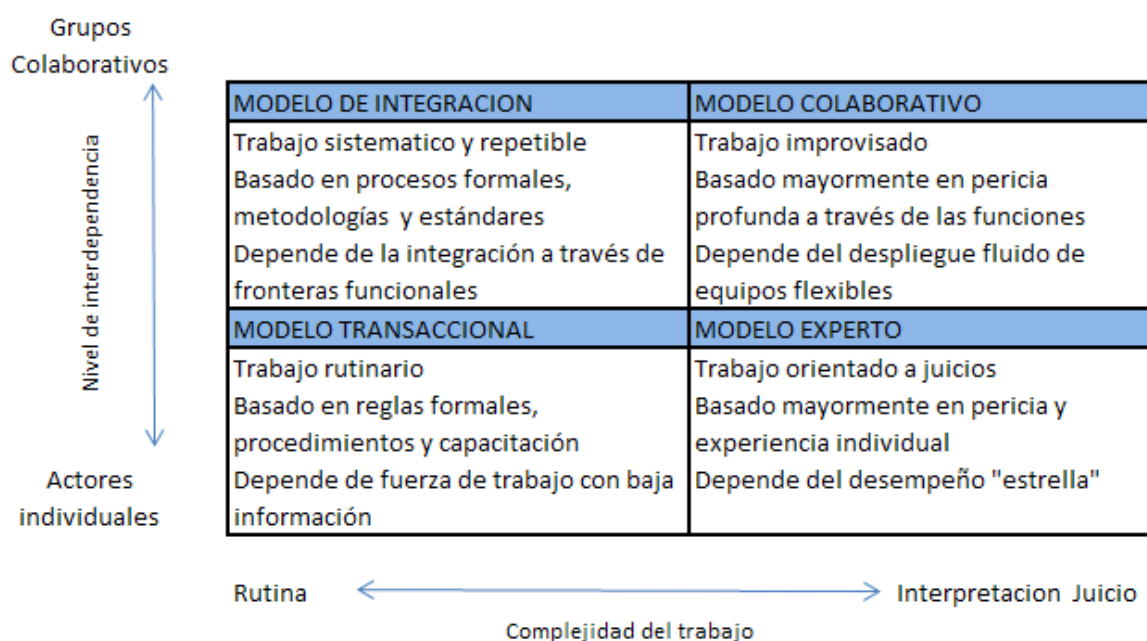 Grupos
Colaborativos
Nivel de interdependencia
Actores
individuales
MODELO DE INTEGRACION
Trabajo sistematico y repetible
Basado en procesos formales,
metodologías y estándares
Depende de la integración a través de
fronteras funcionales
MODELO COLABORATIVO
Trabajo improvisado
Basado mayormente en pericia
profunda a través de las funciones
Depende del despliegue fluido de
equipos flexibles
MODELO TRANSACCIONAL
Trabajo rutinario
Basado en reglas formales,
procedimientos y capacitación
Depende de fuerza de trabajo con baja
información
MODELO EXPERTO
Trabajo orientado a juicios
Basado mayormente en pericia y
experiencia individual
Depende del desempeño "estrella"
Rutina
Interpretacion Juicio
Complejidad del trabajo